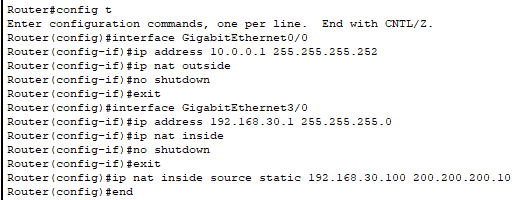 Router#config t
Enter configuration commands, one per line.  End with CNTL/Z.
Router(config)#interface GigabitEthernet0/0
Router(config-if)#ip address 10.0.0.1 255.255.255.252
Router(config-if)#ip nat outside
Router(config-if)#no shutdown
Router(config-if)#exit
Router(config)#interface GigabitEthernet3/0
Router(config-if)#ip address 192.168.30.1 255.255.255.0
Router(config-if)#ip nat inside
Router(config-if)#no shutdown
Router(config-if)#exit
Router(config)#ip nat inside source static 192.168.30.100 200.200.200.10
Router(config)#end